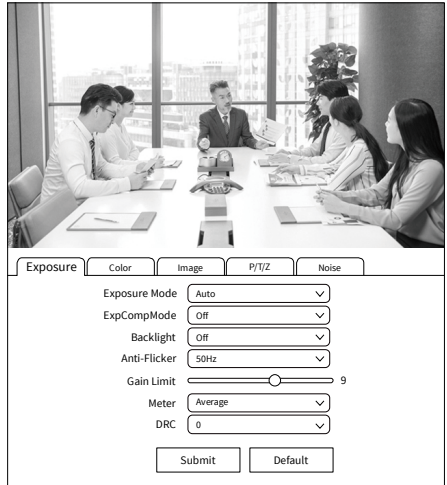 Exposure Color Image P/T/Z Noise
Exposure Mode Auto
ExpCompMode Off
Backlight Off
Anti-Flicker 50Hz
Gain Limit 9
Meter Average
DRC 0
Submit Default